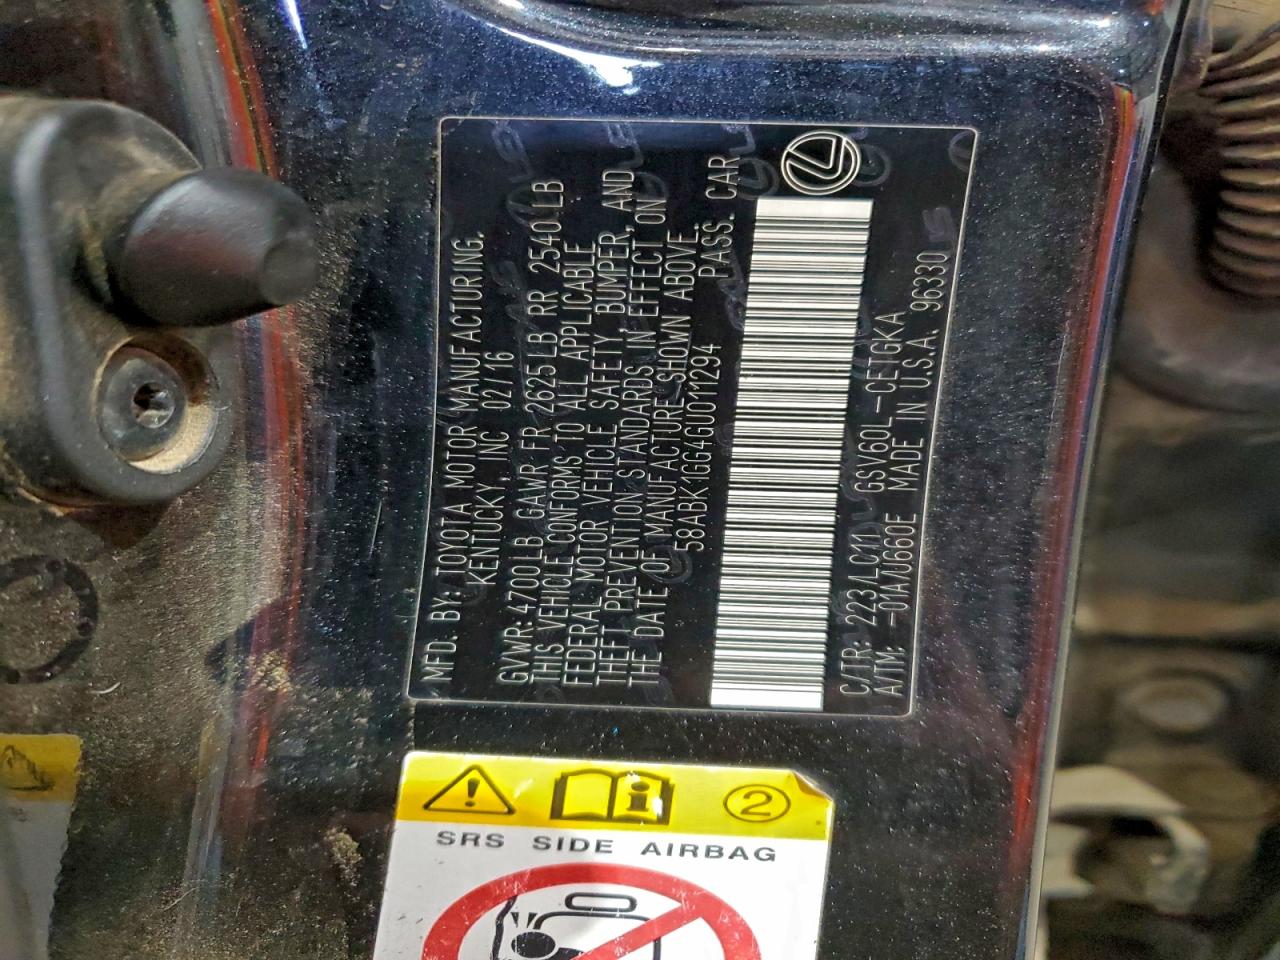 MFD. BY: TOYOTA MOTOR MANUFACTURING,
KENTUCKY, INC 02/16
GVWR: 4700LB GAWR FR 2625LB RR 2540LB
THIS VEHICLE CONFORMS TO ALL APPLICABLE
FEDERAL MOTOR VEHICLE SAFETY, BUMPER, AND
THEFT PREVENTION STANDARDS IN EFFECT ON
THE DATE OF MANUFACTURE SHOWN ABOVE.
58ABK1GG4GU011294 PASS. CAR
C/TR: 223/LC11 GSV60L-CETGKA
A/TM: -01A/U660E MADE IN U.S.A. 96330
2
SRS SIDE AIRBAG